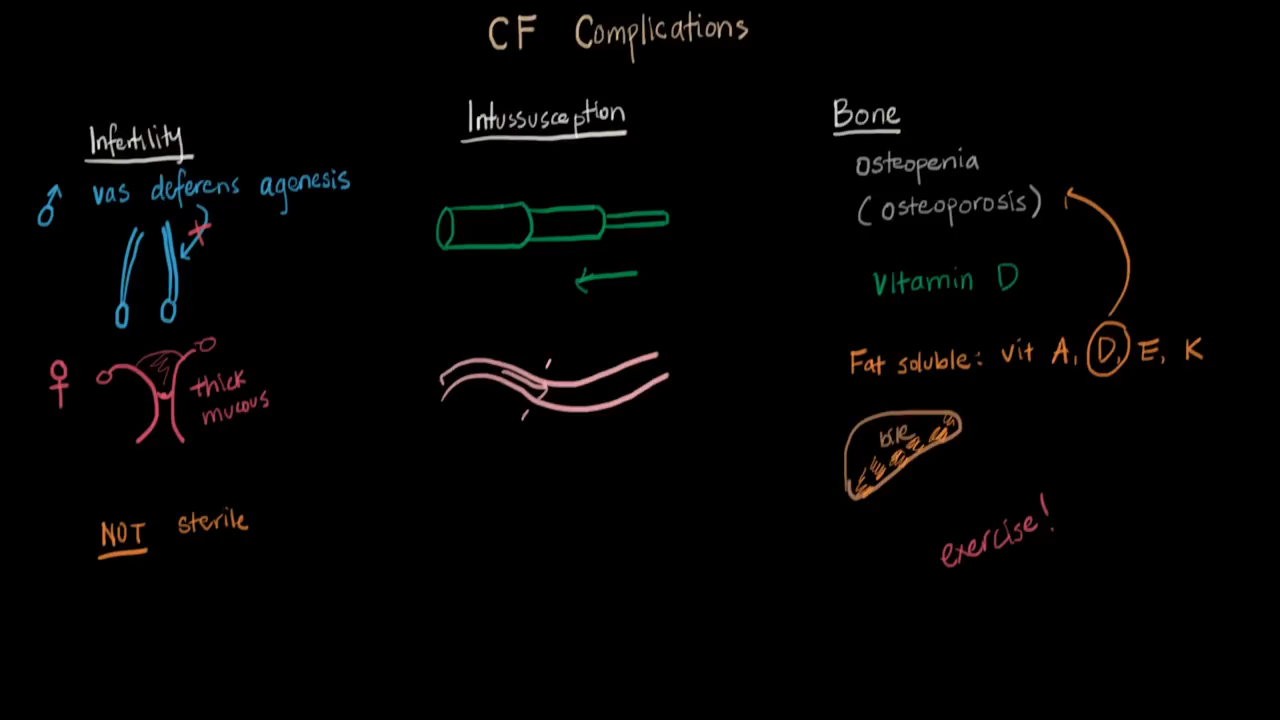 CF Complications
Infertility
♂ vas deferens agenesis
♀
thick
mucous
NOT sterile
Intussusception
Bone
osteopenia
(osteoporosis)
vitamin D
Fat soluble: vit A, D, E, K
bile
exercise!